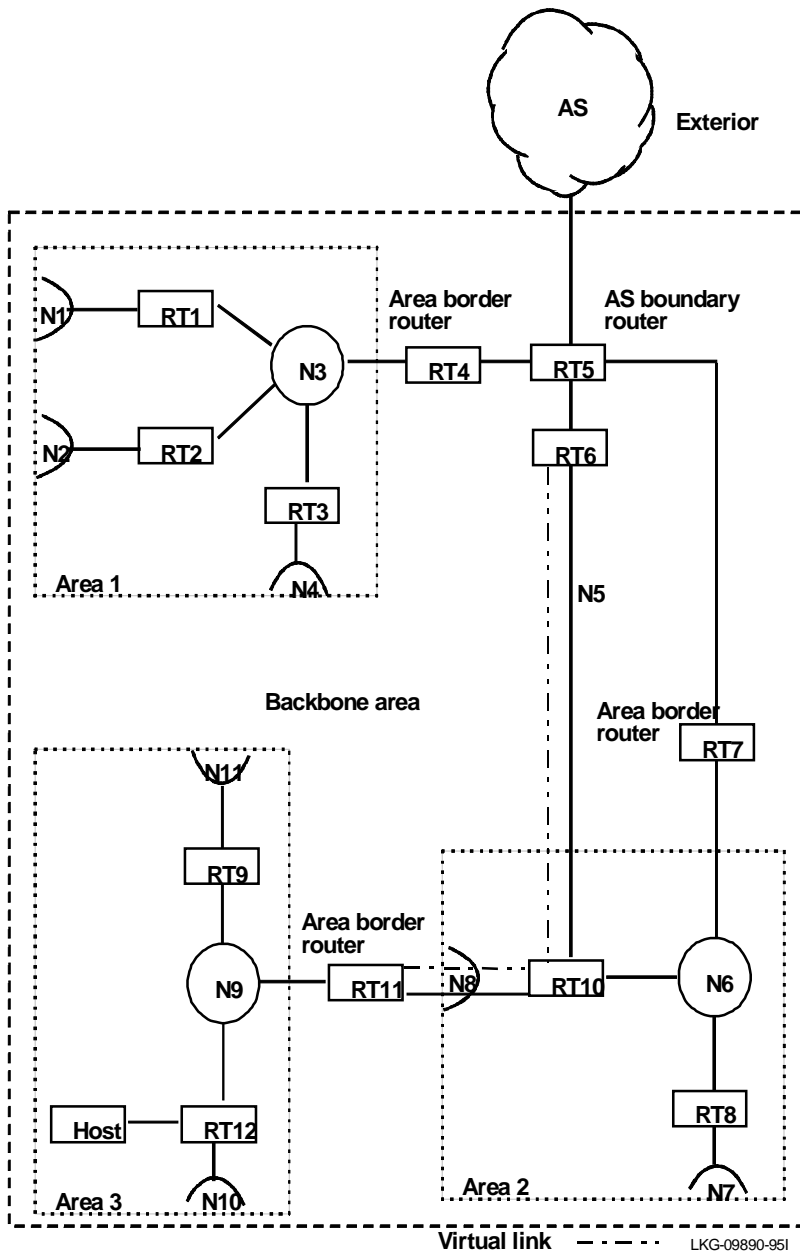 AS
Exterior
Area border
router
AS boundary
router
N1
RT1
N3
RT4
RT5
N2
RT2
RT6
RT3
Area 1
N4
N5
Backbone area
Area border
router
RT7
N11
RT9
Area border
router
N9
RT11
N8
RT10
N6
Host
RT12
RT8
Area 3
N10
Area 2
N7
Virtual link
LKG-09890-95I